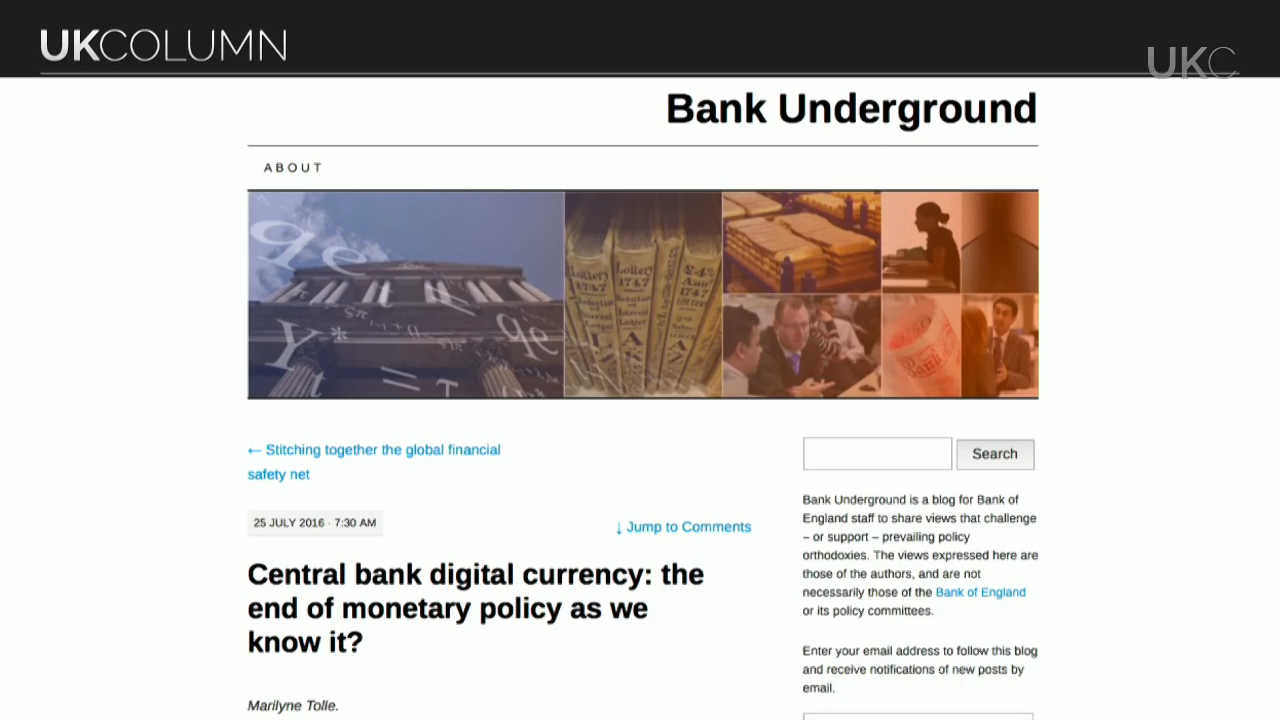 UKCOLUMN
UKC
Bank Underground
ABOUT
← Stitching together the global financial
safety net
25 JULY 2016 · 7:30 AM
↓ Jump to Comments
Central bank digital currency: the
end of monetary policy as we
know it?
Marilyne Tolle.
Search
Bank Underground is a blog for Bank of
England staff to share views that challenge
– or support – prevailing policy
orthodoxies. The views expressed here are
those of the authors, and are not
necessarily those of the Bank of England
or its policy committees.
Enter your email address to follow this blog
and receive notifications of new posts by
email.